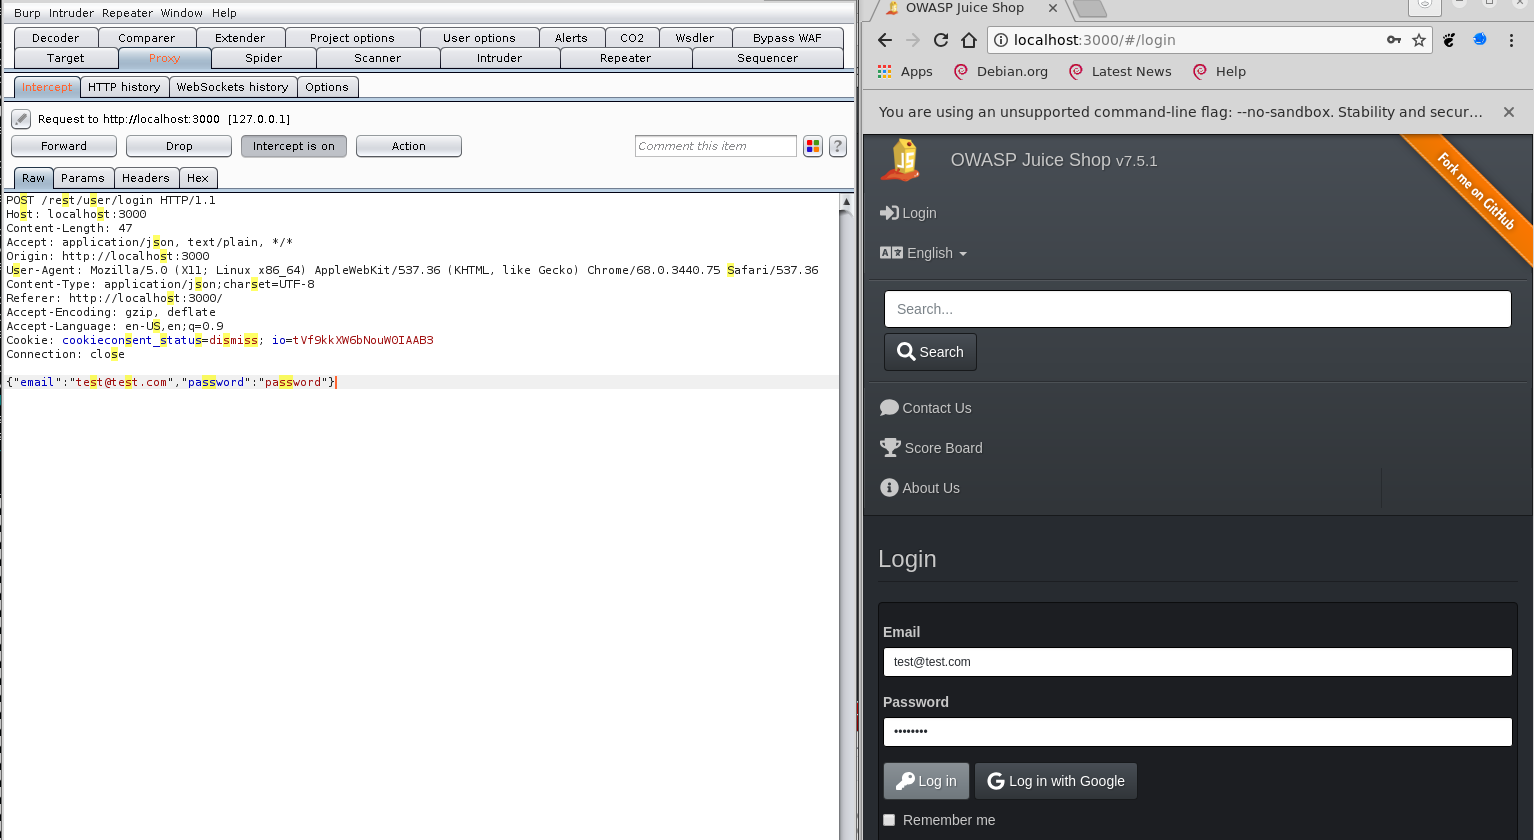 Burp Intruder Repeater Window Help
Decoder Comparer Extender Project options User options Alerts CO2 Wsdler Bypass WAF
Target Proxy Spider Scanner Intruder Repeater Sequencer
Intercept HTTP history WebSockets history Options
Request to http://localhost:3000 [127.0.0.1]
Forward Drop Intercept is on Action Comment this item ?
Raw Params Headers Hex
POST /rest/user/login HTTP/1.1
Host: localhost:3000
Content-Length: 47
Accept: application/json, text/plain, */*
Origin: http://localhost:3000
User-Agent: Mozilla/5.0 (X11; Linux x86_64) AppleWebKit/537.36 (KHTML, like Gecko) Chrome/68.0.3440.75 Safari/537.36
Content-Type: application/json;charset=UTF-8
Referer: http://localhost:3000/
Accept-Encoding: gzip, deflate
Accept-Language: en-US,en;q=0.9
Cookie: cookieconsent_status=dismiss; io=tVf9kkXW6bNouW0IAAB3
Connection: close
{"email":"test@test.com","password":"password"}
OWASP Juice Shop
localhost:3000/#/login
Apps Debian.org Latest News Help
You are using an unsupported command-line flag: --no-sandbox. Stability and secur...
JS
OWASP Juice Shop v7.5.1
Fork me on GitHub
Login
English
Search...
Search
Contact Us
Score Board
About Us
Login
Email
test@test.com
Password
••••••••
Log in G Log in with Google
Remember me